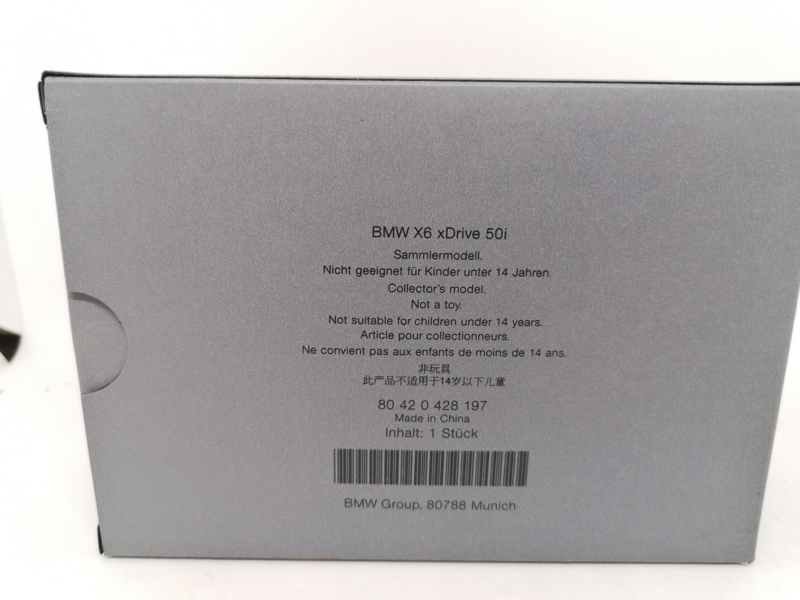 BMW X6 xDrive 50i
Sammlermodell.
Nicht geeignet für Kinder unter 14 Jahren.
Collector's model.
Not a toy.
Not suitable for children under 14 years.
Article pour collectionneurs.
Ne convient pas aux enfants de moins de 14 ans.
非玩具
此产品不适用于14岁以下儿童
80 42 0 428 197
Made in China
Inhalt: 1 Stück
BMW Group, 80788 Munich